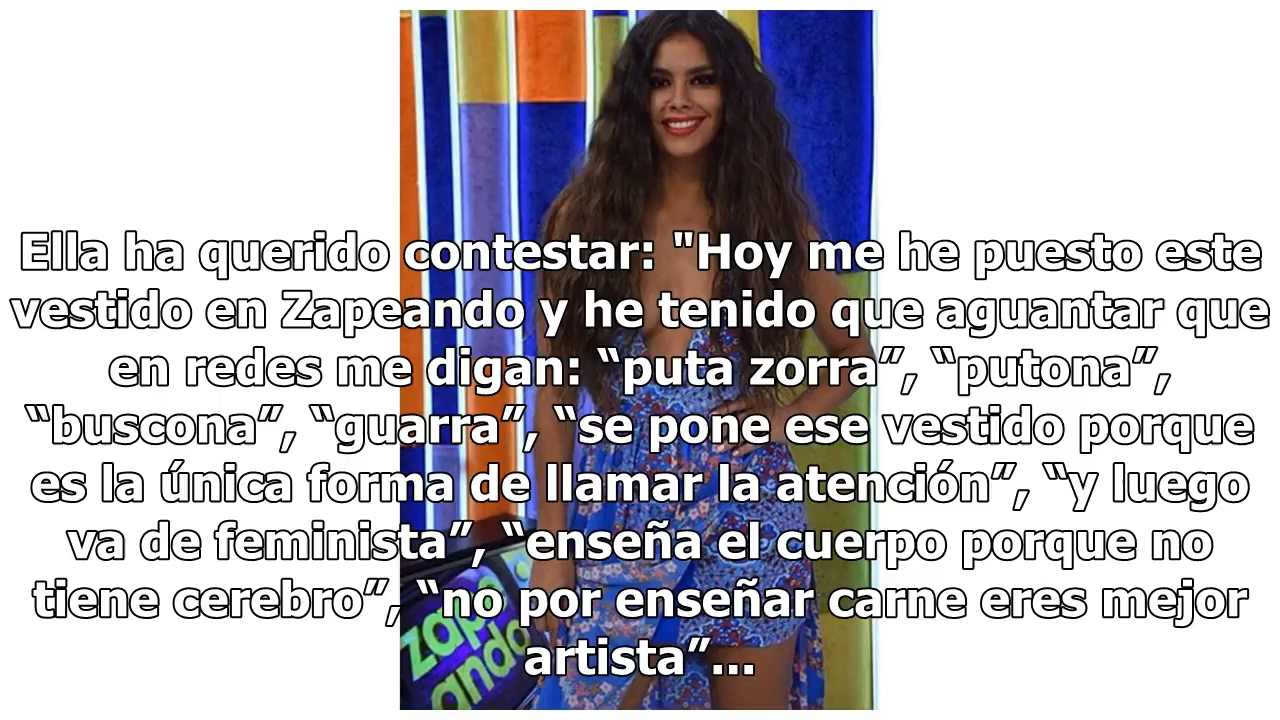 Ella ha querido contestar: "Hoy me he puesto este
vestido en Zapeando y he tenido que aguantar que
en redes me digan: “puta zorra”, “putona”,
“buscona”, “guarra”, “se pone ese vestido porque
es la única forma de llamar la atención”, “y luego
va de feminista”, “enseña el cuerpo porque no
tiene cerebro”, “no por enseñar carne eres mejor
artista”...
zap
ando